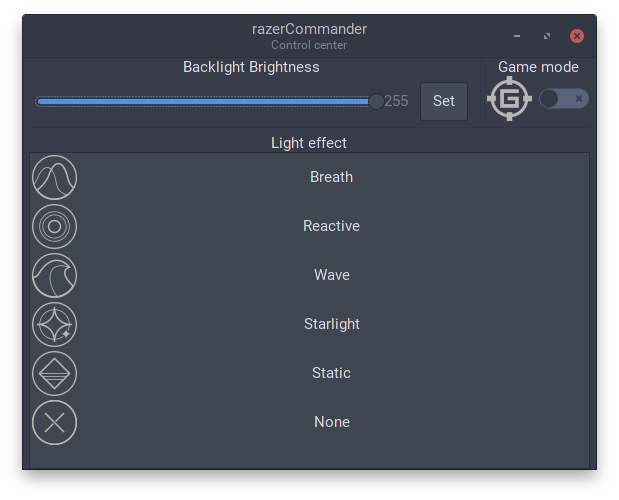 razerCommander
Control center
Backlight Brightness
Game mode
255
Set
G
Light effect
Breath
Reactive
Wave
Starlight
Static
None